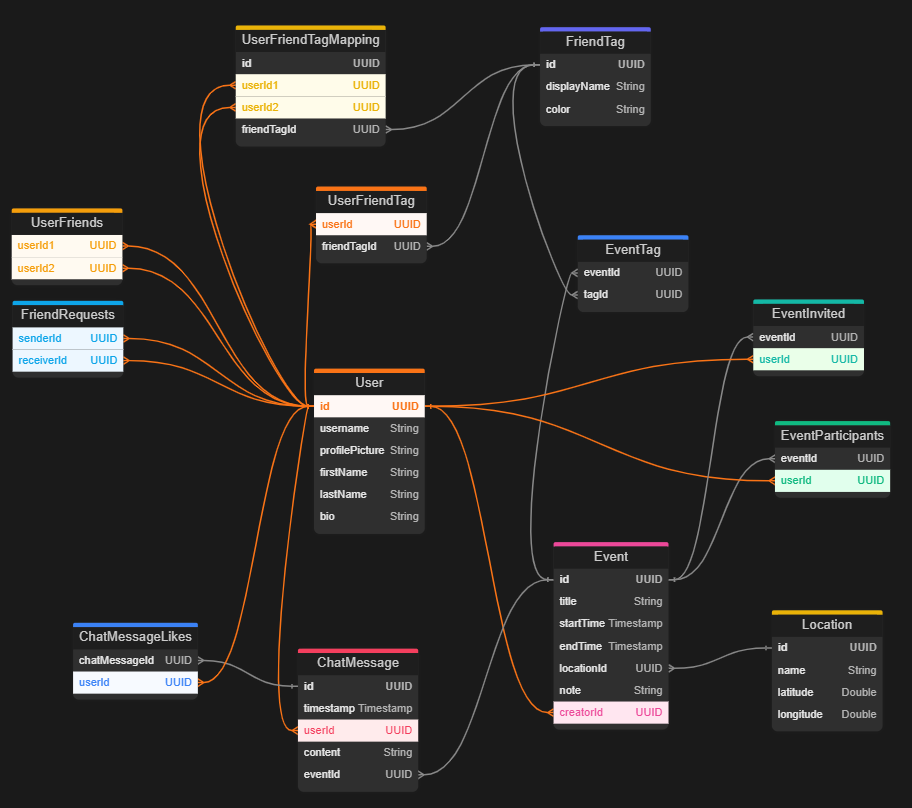 UserFriendTagMapping
id UUID
userId1 UUID
userId2 UUID
friendTagId UUID
FriendTag
id UUID
displayName String
color String
UserFriendTag
userId UUID
friendTagId UUID
UserFriends
userId1 UUID
userId2 UUID
FriendRequests
senderId UUID
receiverId UUID
EventTag
eventId UUID
tagId UUID
EventInvited
eventId UUID
userId UUID
User
id UUID
username String
profilePicture String
firstName String
lastName String
bio String
EventParticipants
eventId UUID
userId UUID
Event
id UUID
title String
startTime Timestamp
endTime Timestamp
locationId UUID
note String
creatorId UUID
Location
id UUID
name String
latitude Double
longitude Double
ChatMessageLikes
chatMessageId UUID
userId UUID
ChatMessage
id UUID
timestamp Timestamp
userId UUID
content String
eventId UUID